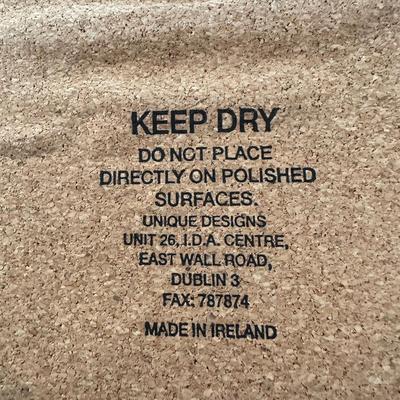 KEEP DRY
DO NOT PLACE
DIRECTLY ON POLISHED
SURFACES.
UNIQUE DESIGNS
UNIT 26, I.D.A. CENTRE,
EAST WALL ROAD,
DUBLIN 3
FAX: 787874
MADE IN IRELAND